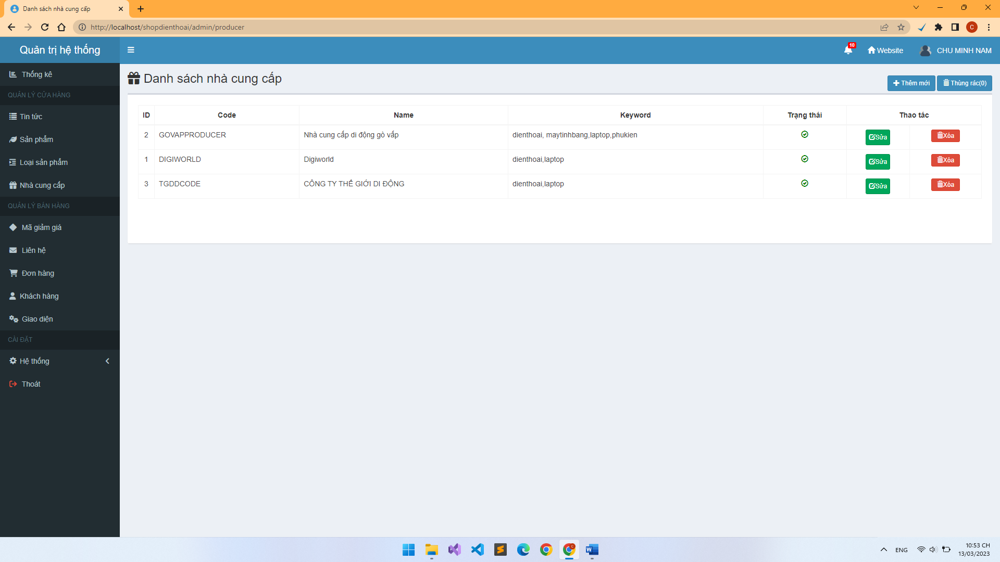 Danh sách nhà cung cấp
http://localhost/shopdienthoai/admin/producer
C
Quản trị hệ thống
10
Website
CHU MINH NAM
Thống kê
QUẢN LÝ CỬA HÀNG
Tin tức
Sản phẩm
Loại sản phẩm
Nhà cung cấp
QUẢN LÝ BÁN HÀNG
Mã giảm giá
Liên hệ
Đơn hàng
Khách hàng
Giao diện
CÀI ĐẶT
Hệ thống
Thoát
Danh sách nhà cung cấp
Thêm mới Thùng rác(0)
ID Code Name Keyword Trạng thái Thao tác
2 GOVAPPRODUCER Nhà cung cấp di động gò vấp dienthoai, maytinhbang,laptop,phukien Sửa Xóa
1 DIGIWORLD Digiworld dienthoai,laptop Sửa Xóa
3 TGDDCODE CÔNG TY THẾ GIỚI DI ĐỘNG dienthoai,laptop Sửa Xóa
ENG
10:53 CH
13/03/2023